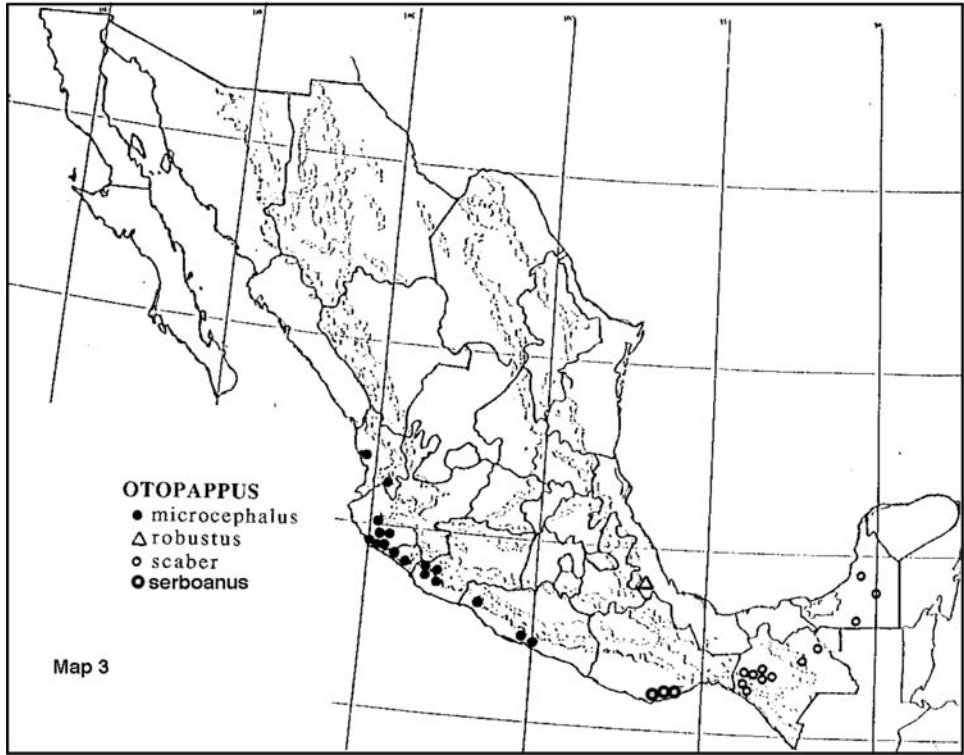 OTOPAPPUS
● microcephalus
△ robustus
○ scaber
○ serboanus
Map 3